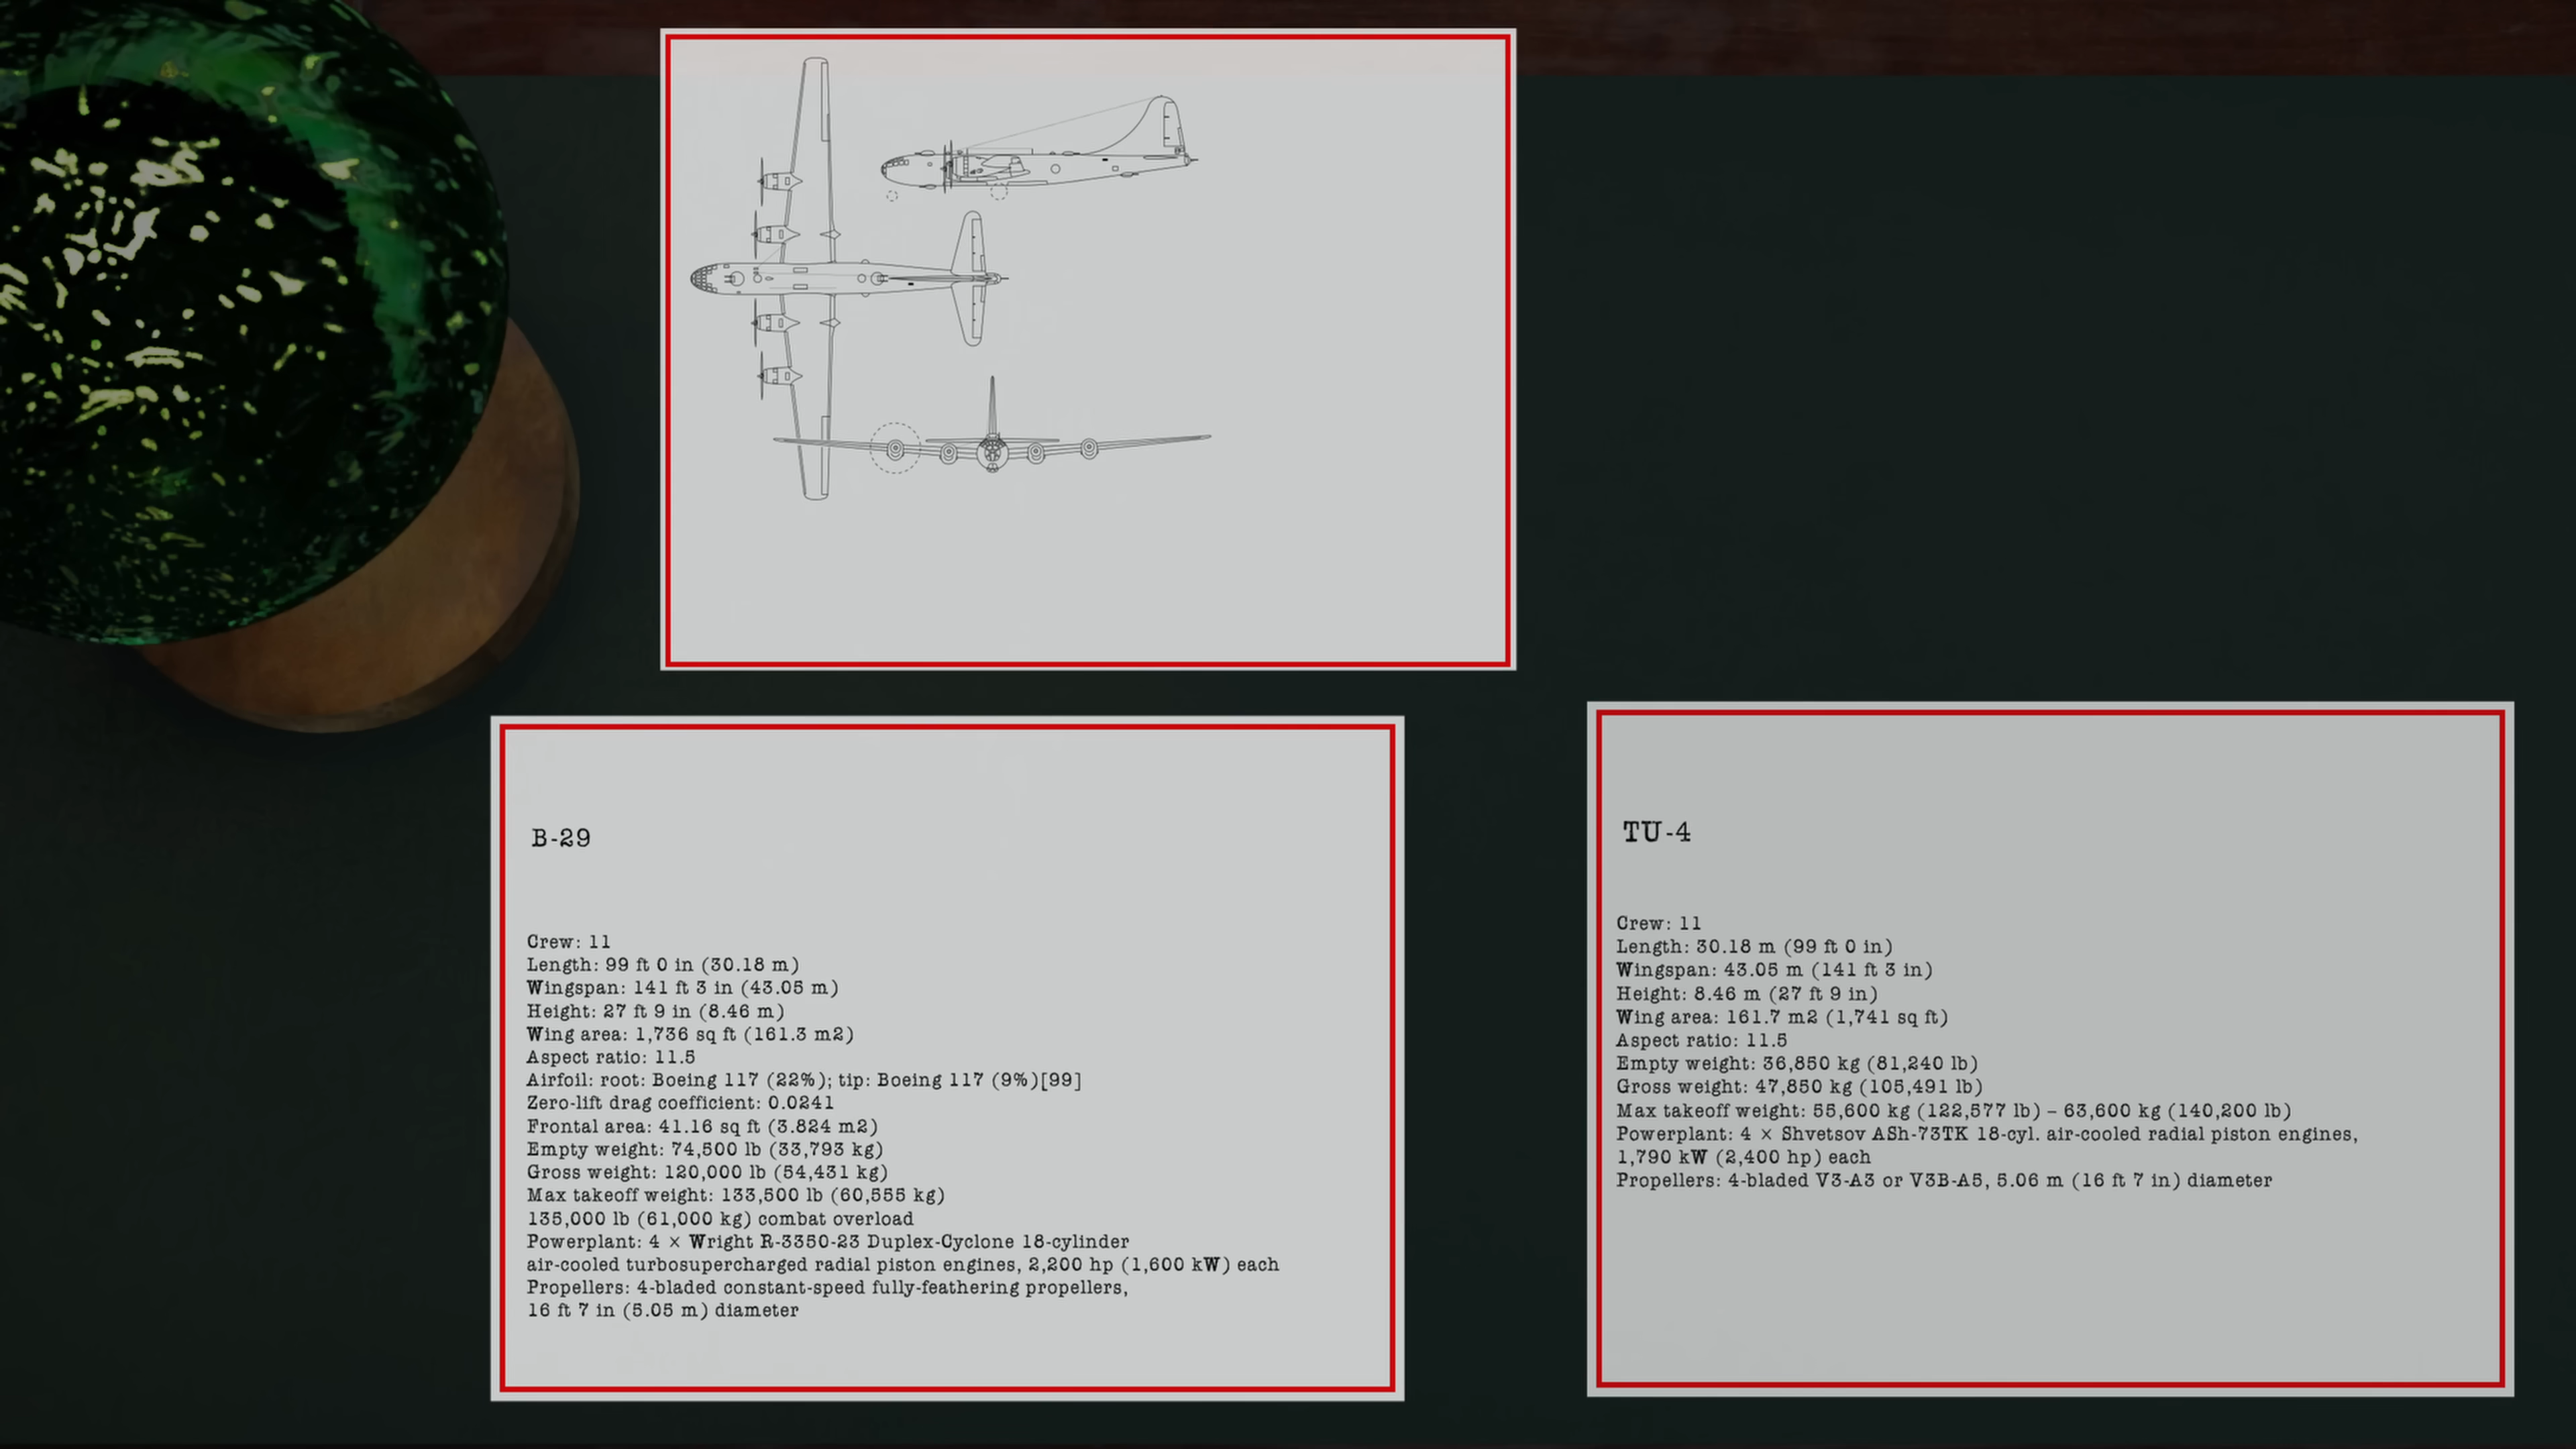 B-29
Crew: 11
Length: 99 ft 0 in (30.18 m)
Wingspan: 141 ft 3 in (43.05 m)
Height: 27 ft 9 in (8.46 m)
Wing area: 1,736 sq ft (161.3 m2)
Aspect ratio: 11.5
Airfoil: root: Boeing 117 (22%); tip: Boeing 117 (9%)[99]
Zero-lift drag coefficient: 0.0241
Frontal area: 41.16 sq ft (3.824 m2)
Empty weight: 74,500 lb (33,793 kg)
Gross weight: 120,000 lb (54,431 kg)
Max takeoff weight: 133,500 lb (60,555 kg)
135,000 lb (61,000 kg) combat overload
Powerplant: 4 × Wright R-3350-23 Duplex-Cyclone 18-cylinder
air-cooled turbosupercharged radial piston engines, 2,200 hp (1,600 kW) each
Propellers: 4-bladed constant-speed fully-feathering propellers,
16 ft 7 in (5.05 m) diameter
TU-4
Crew: 11
Length: 30.18 m (99 ft 0 in)
Wingspan: 43.05 m (141 ft 3 in)
Height: 8.46 m (27 ft 9 in)
Wing area: 161.7 m2 (1,741 sq ft)
Aspect ratio: 11.5
Empty weight: 36,850 kg (81,240 lb)
Gross weight: 47,850 kg (105,491 lb)
Max takeoff weight: 55,600 kg (122,577 lb) – 63,600 kg (140,200 lb)
Powerplant: 4 × Shvetsov ASh-73TK 18-cyl. air-cooled radial piston engines,
1,790 kW (2,400 hp) each
Propellers: 4-bladed V3-A3 or V3B-A5, 5.06 m (16 ft 7 in) diameter